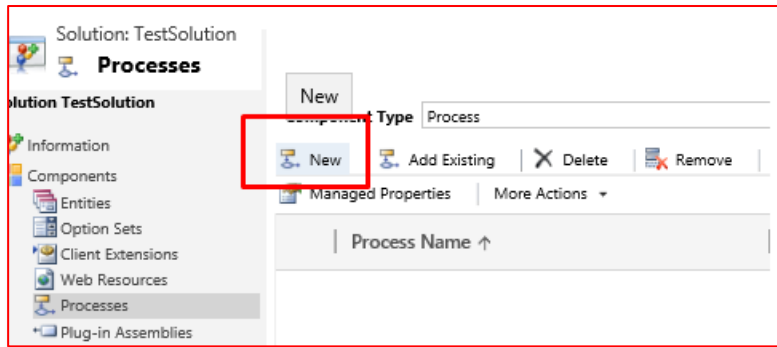 Solution: TestSolution
Processes
olution TestSolution
Information
Components
Entities
Option Sets
Client Extensions
Web Resources
Processes
Plug-in Assemblies
New
Component Type Process
New Add Existing Delete Remove
Managed Properties More Actions
Process Name ↑